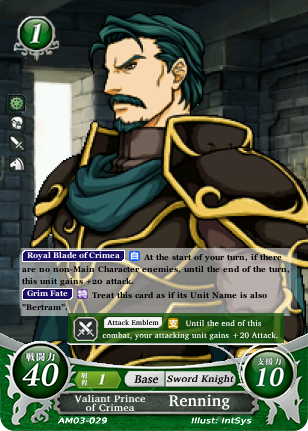 1
Royal Blade of Crimea 自 At the start of your turn, if there
are no non-Main Character enemies, until the end of the turn,
this unit gains +20 attack.
Grim Fate 特 Treat this card as if its Unit Name is also
"Bertram".
Attack Emblem 支 Until the end of this
combat, your attacking unit gains +20 Attack.
戦闘力
40
射程 1
Base
Sword Knight
支援力
10
Valiant Prince
of Crimea
Renning
AM03-029
Illust: IntSys